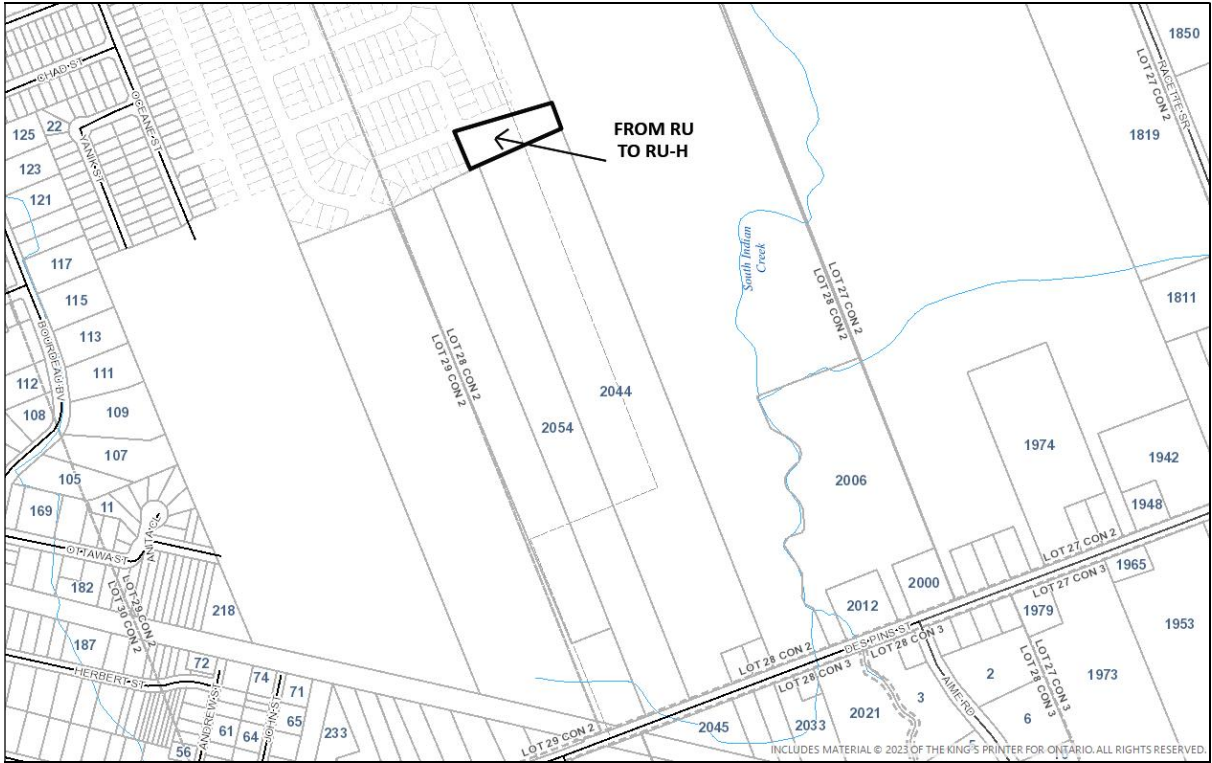 1850
RACETTE SR
LOT 27 CON 2
CHAD ST
OCEANE ST
22
125
YANIK ST
FROM RU
TO RU-H
1819
123
121
117
South Indian
Creek
LOT 27 CON 2
LOT 28 CON 2
115
1811
BOURDEAU BV
113
LOT 28 CON 2
LOT 29 CON 2
111
112
2044
109
108
2054
1974
107
1942
105
2006
11
1948
169
ANITA CL
OTTAWA ST
LOT 27 CON 2
1965
LOT 27 CON 3
2000
182
LOT 29 CON 2
LOT 30 CON 2
218
2012
1979
1953
DES PINS ST
187
LOT 28 CON 2
LOT 28 CON 3
LOT 28 CON 3
72
HERBERT ST
74
71
2
1973
LOT 27 CON 3
LOT 28 CON 3
AIME RD
3
65
ANDREW ST
JOHN ST
61
64
233
2045
2033
2021
6
LOT 29 CON 2
56
INCLUDES MATERIAL © 2023 OF THE KING'S PRINTER FOR ONTARIO. ALL RIGHTS RESERVED.